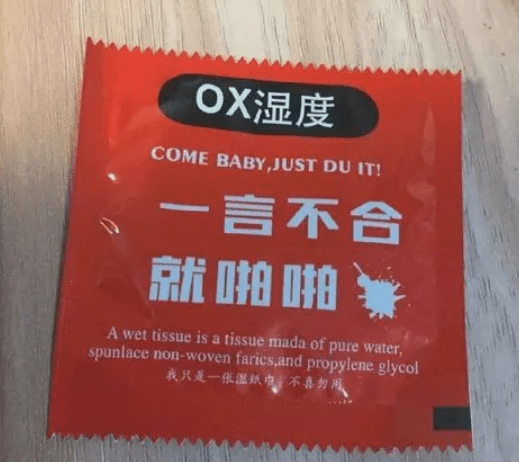 OX湿度
COME BABY,JUST DU IT!
一言不合
就啪啪
A wet tissue is a tissue mada of pure water,
spunlace non-woven farics,and propylene glycol
我只是一张湿纸巾，不喜勿用